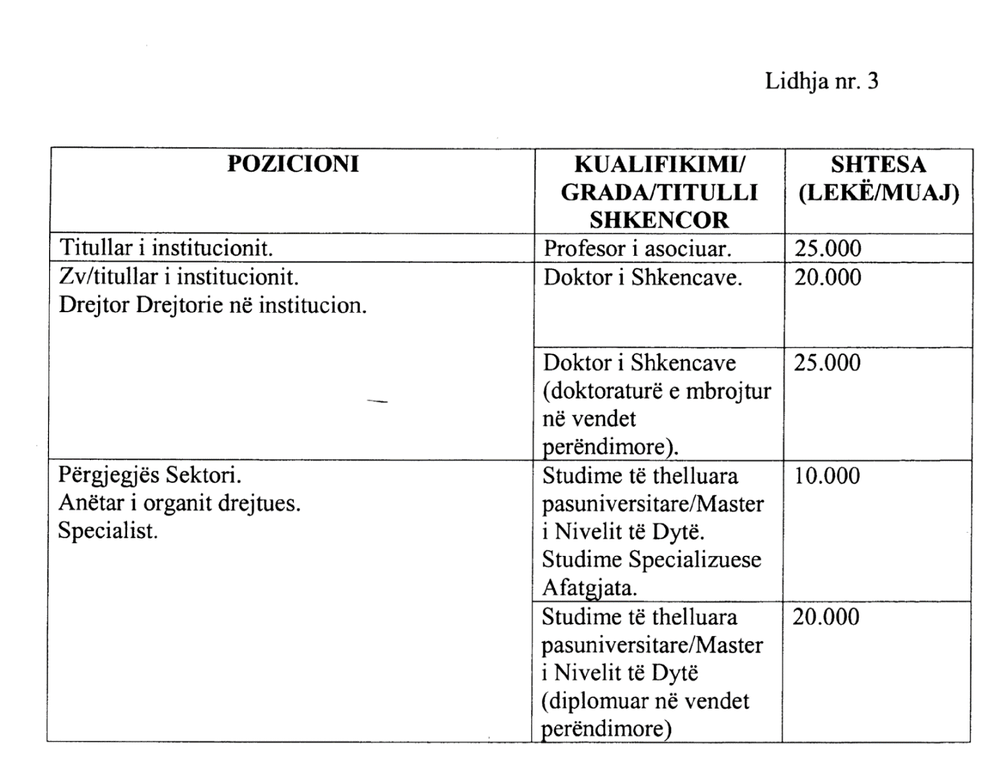 Lidhja nr. 3
POZICIONI
KUALIFIKIMI/
GRADA/TITULLI
SHKENCOR
SHTESA
(LEKË/MUAJ)
Titullar i institucionit.
Profesor i asociuar.
25.000
Zv/titullar i institucionit.
Drejtor Drejtorie në institucion.
Doktor i Shkencave.
20.000
Doktor i Shkencave
(doktoraturë e mbrojtur
në vendet
perëndimore).
25.000
Përgjegjës Sektori.
Anëtar i organit drejtues.
Specialist.
Studime të thelluara
pasuniversitare/Master
i Nivelit të Dytë.
Studime Specializuese
Afatgjata.
10.000
Studime të thelluara
pasuniversitare/Master
i Nivelit të Dytë
(diplomuar në vendet
perëndimore)
20.000